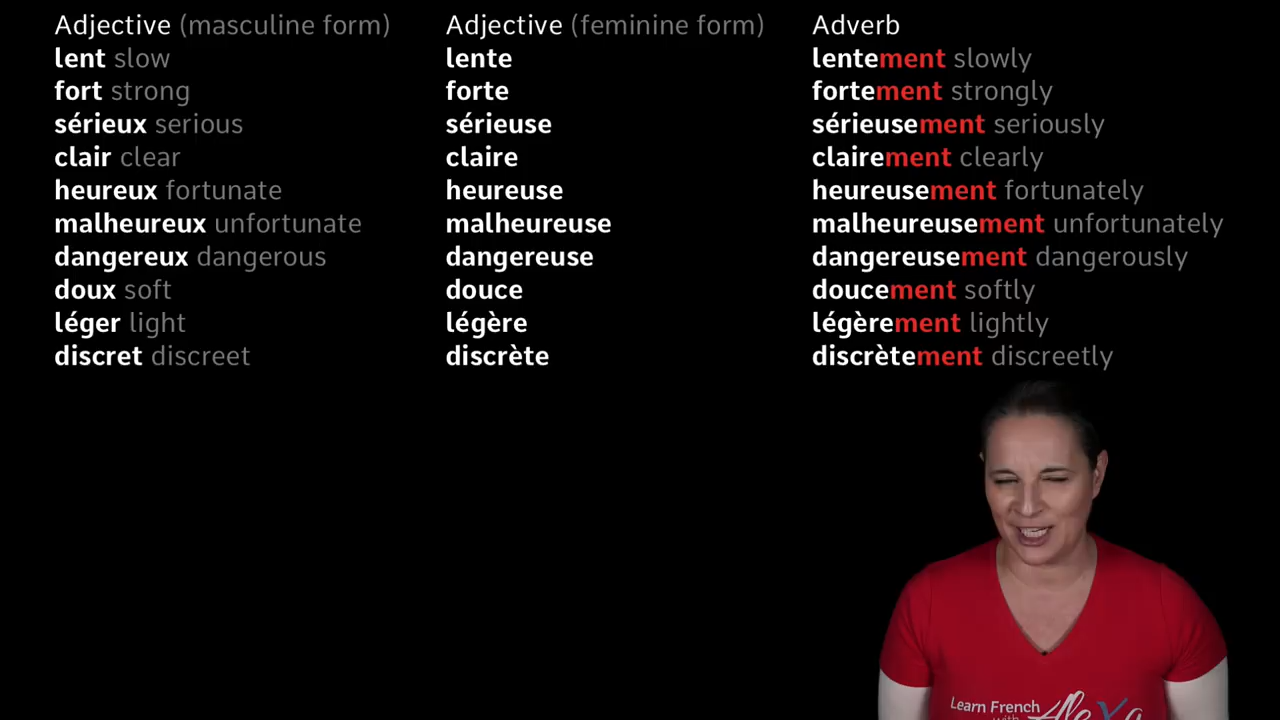 Adjective (masculine form) Adjective (feminine form) Adverb
lent slow lente lentement slowly
fort strong forte fortement strongly
sérieux serious sérieuse sérieusement seriously
clair clear claire clairement clearly
heureux fortunate heureuse heureusement fortunately
malheureux unfortunate malheureuse malheureusement unfortunately
dangereux dangerous dangereuse dangereusement dangerously
doux soft douce doucement softly
léger light légère légèrement lightly
discret discreet discrète discrètement discreetly
Learn French
with Alexa